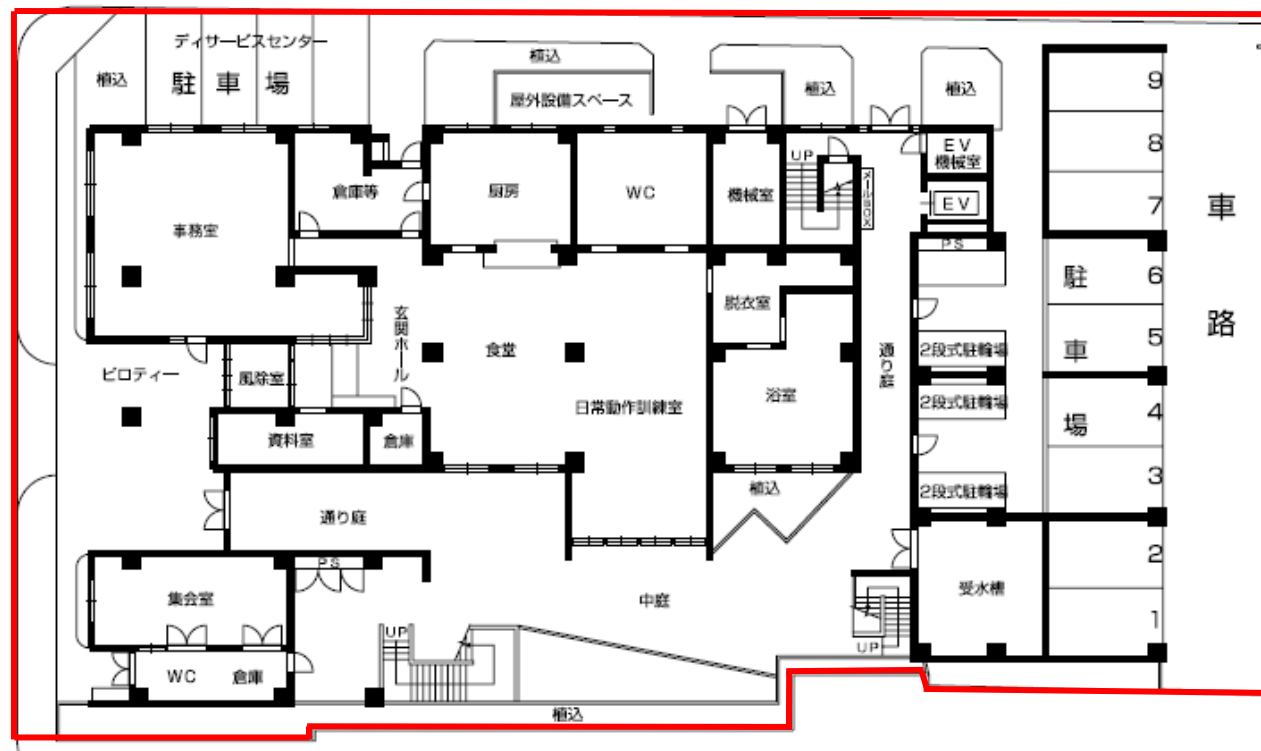 ディサービスセンター
駐車場
植込
植込
屋外設備スペース
植込
植込
9
8
7
6
5
4
3
2
1
車路
駐車場
EV
機械室
EV
PS
UP
メールBOX
機械室
WC
厨房
倉庫等
事務室
脱衣室
玄関ホール
食堂
通り庭
2段式駐輪場
2段式駐輪場
2段式駐輪場
ピロティー
風除室
浴室
日常動作訓練室
資料室
倉庫
植込
通り庭
PS
集会室
中庭
受水槽
UP
UP
WC
倉庫
植込